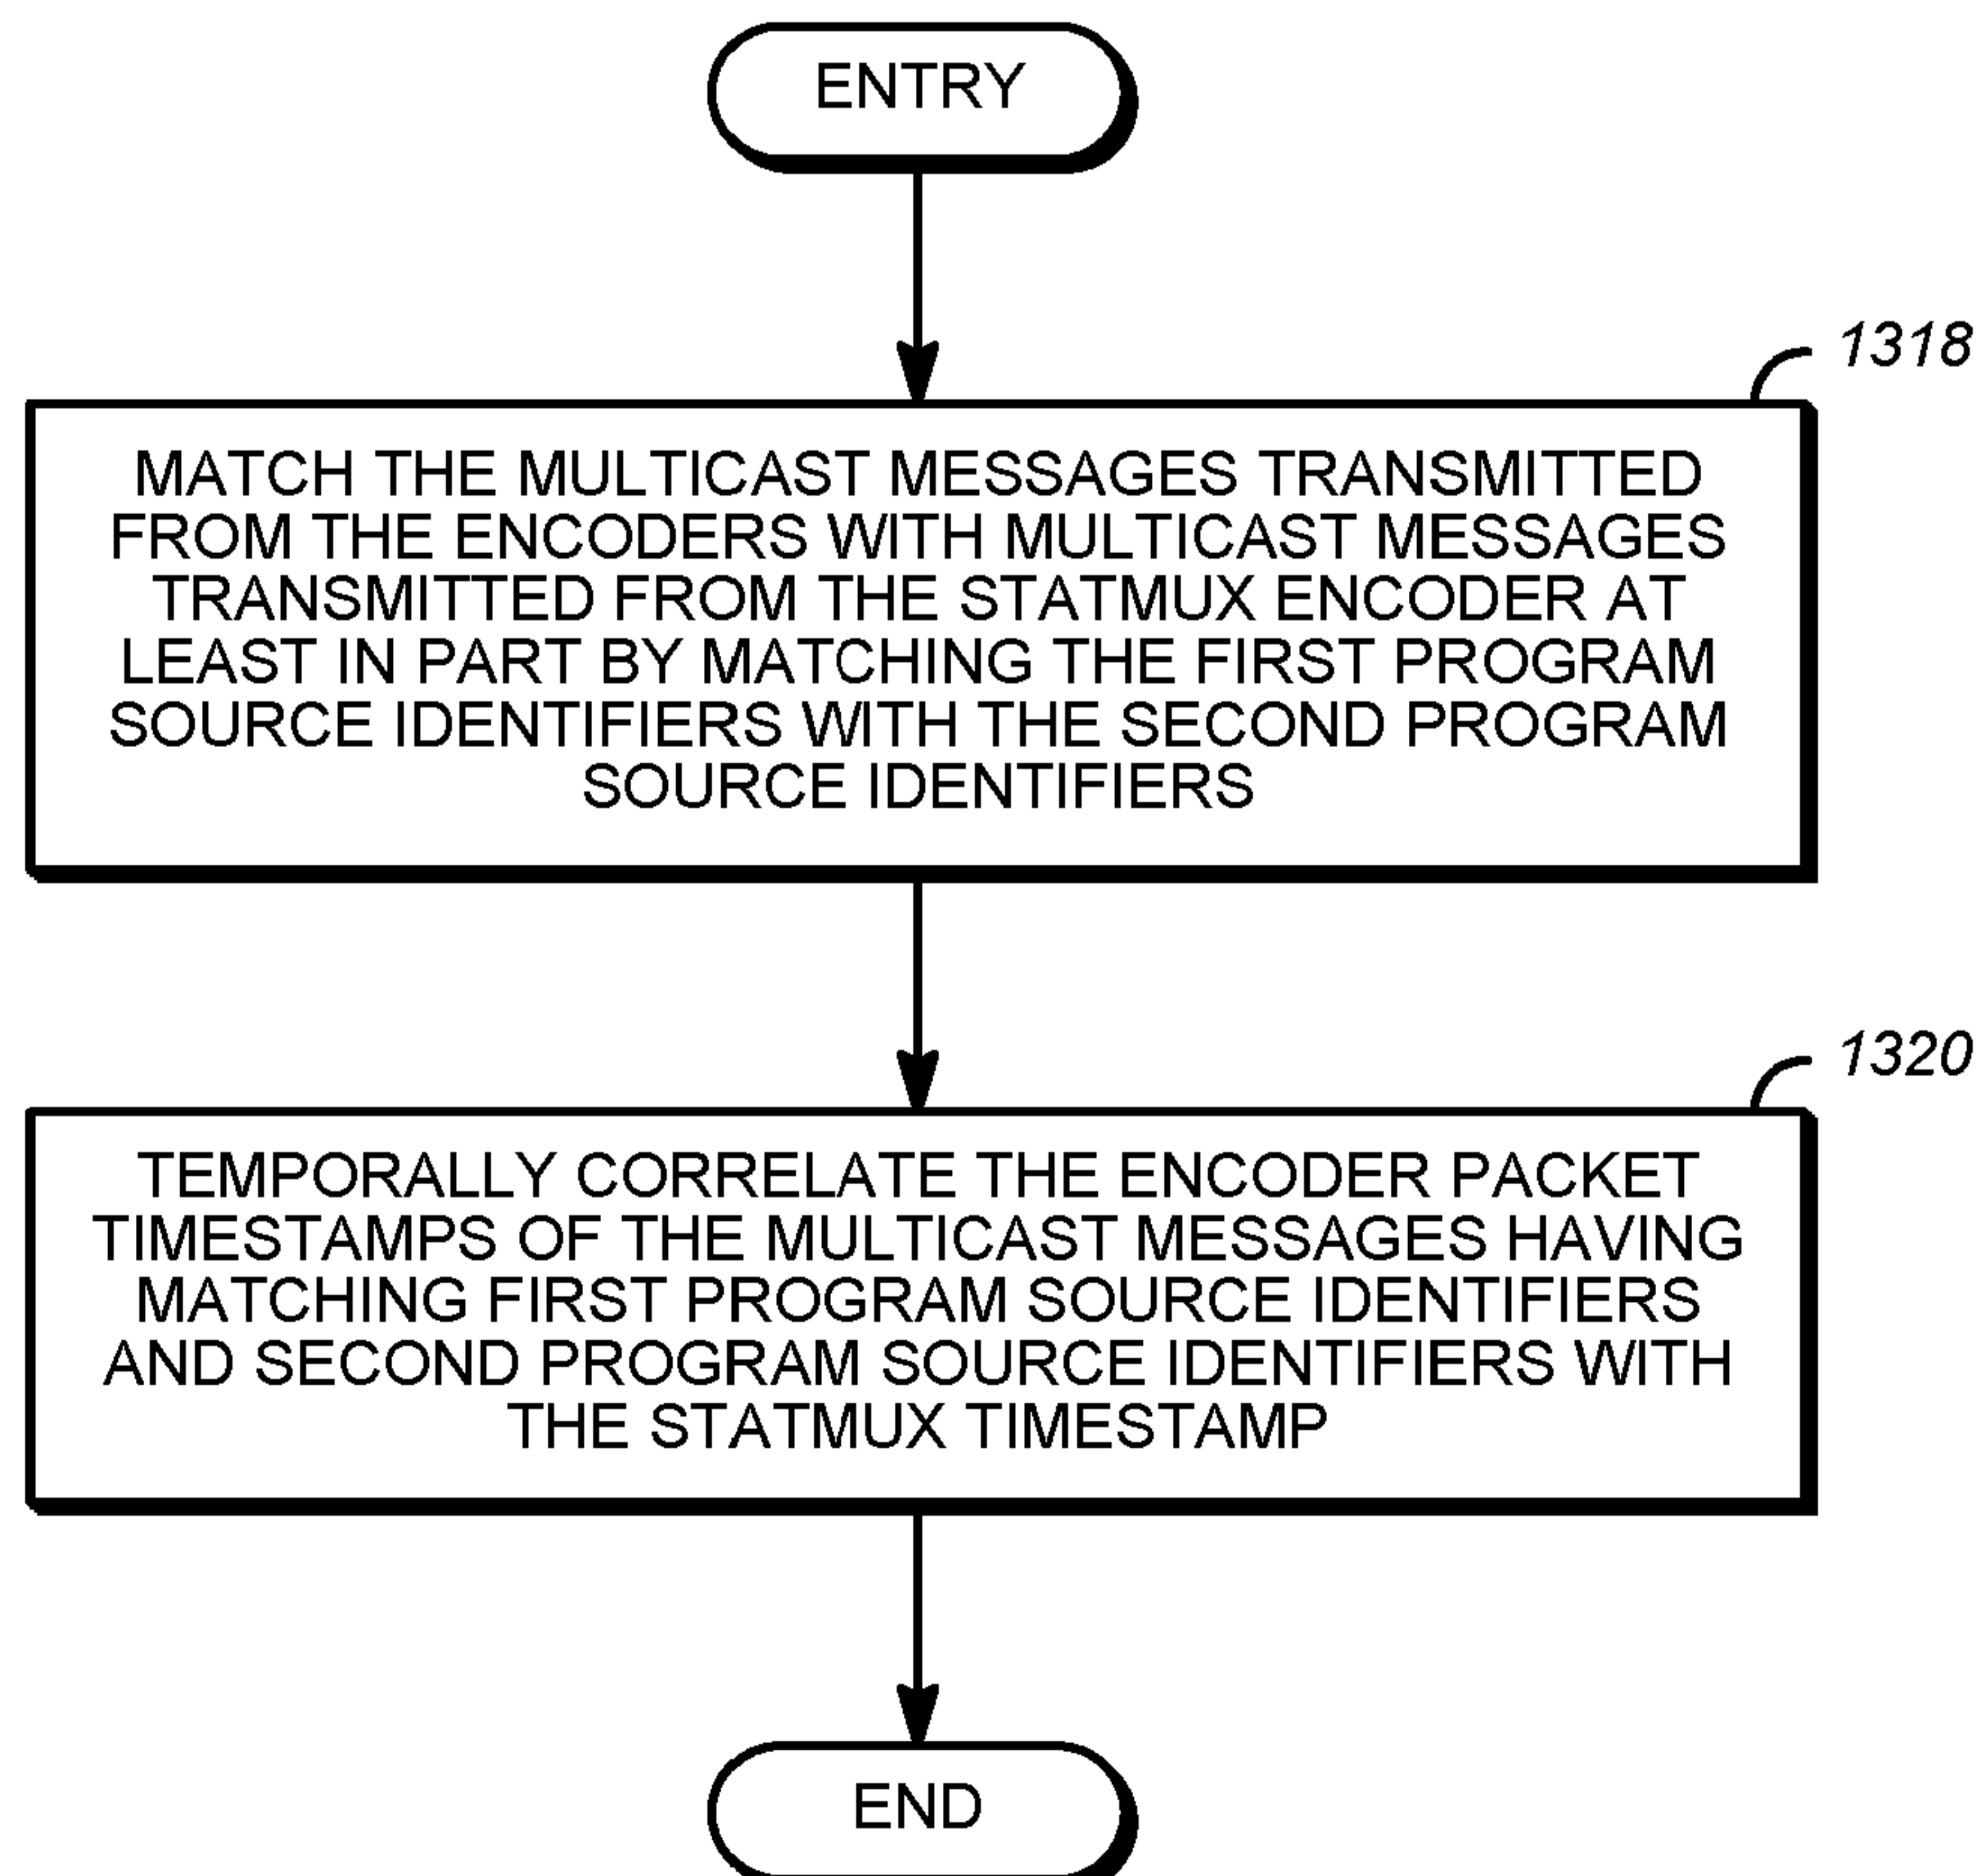 ENTRY
1318
MATCH THE MULTICAST MESSAGES TRANSMITTED
FROM THE ENCODERS WITH MULTICAST MESSAGES
TRANSMITTED FROM THE STATMUX ENCODER AT
LEAST IN PART BY MATCHING THE FIRST PROGRAM
SOURCE IDENTIFIERS WITH THE SECOND PROGRAM
SOURCE IDENTIFIERS
1320
TEMPORALLY CORRELATE THE ENCODER PACKET
TIMESTAMPS OF THE MULTICAST MESSAGES HAVING
MATCHING FIRST PROGRAM SOURCE IDENTIFIERS
AND SECOND PROGRAM SOURCE IDENTIFIERS WITH
THE STATMUX TIMESTAMP
END